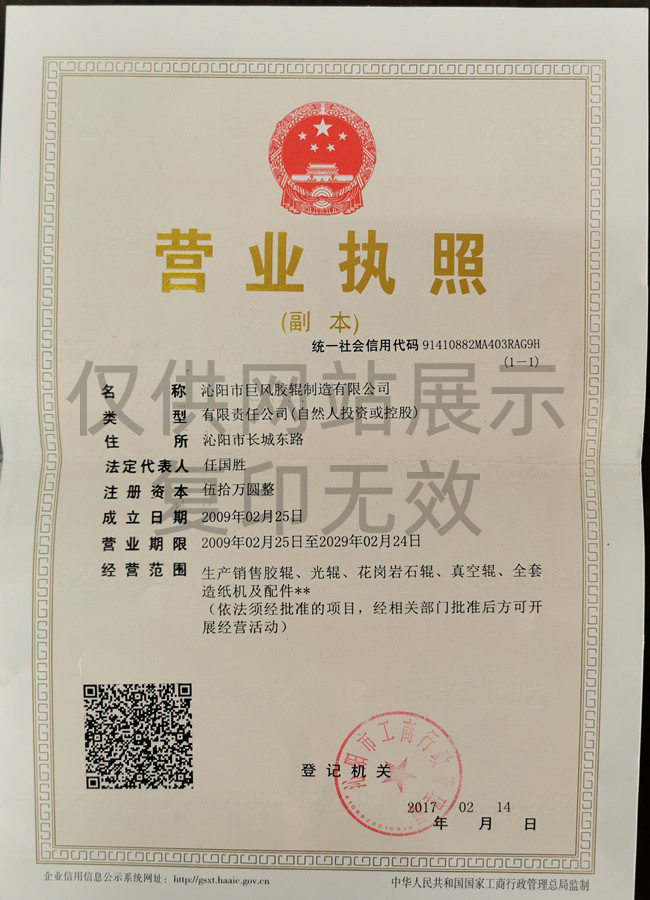 营业执照
(副 本)
统一社会信用代码 91410882MA403RAG9H
(1-1)
仅供网站展示
复印无效
名 称 沁阳市巨风胶辊制造有限公司
类 型 有限责任公司(自然人投资或控股)
住 所 沁阳市长城东路
法定代表人 任国胜
注册资本 伍拾万圆整
成立日期 2009年02月25日
营业期限 2009年02月25日至2029年02月24日
经营范围 生产销售胶辊、光辊、花岗岩石辊、真空辊、全套
造纸机及配件**
(依法须经批准的项目，经相关部门批准后方可开
展经营活动)
登记机关
沁阳市工商行政
2017 02 14
年 月 日
企业信用信息公示系统网址：http://gsxt.haaic.gov.cn
中华人民共和国国家工商行政管理总局监制